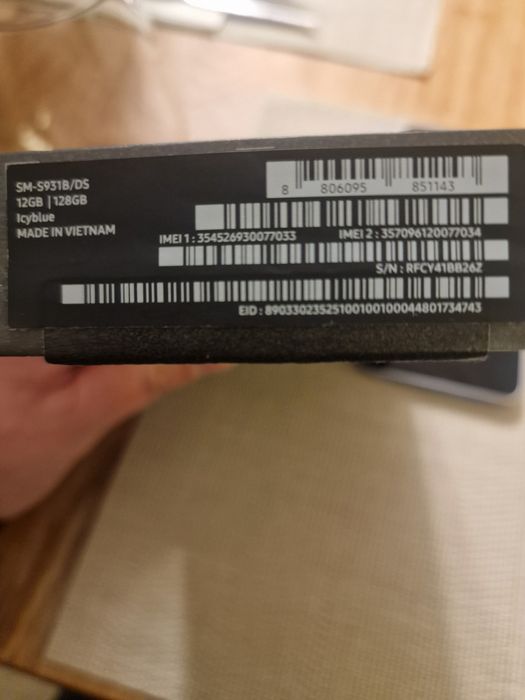 SM-S931B/DS
12GB | 128GB
Icyblue
MADE IN VIETNAM
8 806095 851143
IMEI 1 : 354526930077033 IMEI 2 : 357096120077034
S/N : RFCY41BB26Z
EID : 89033023525100100100044801734743